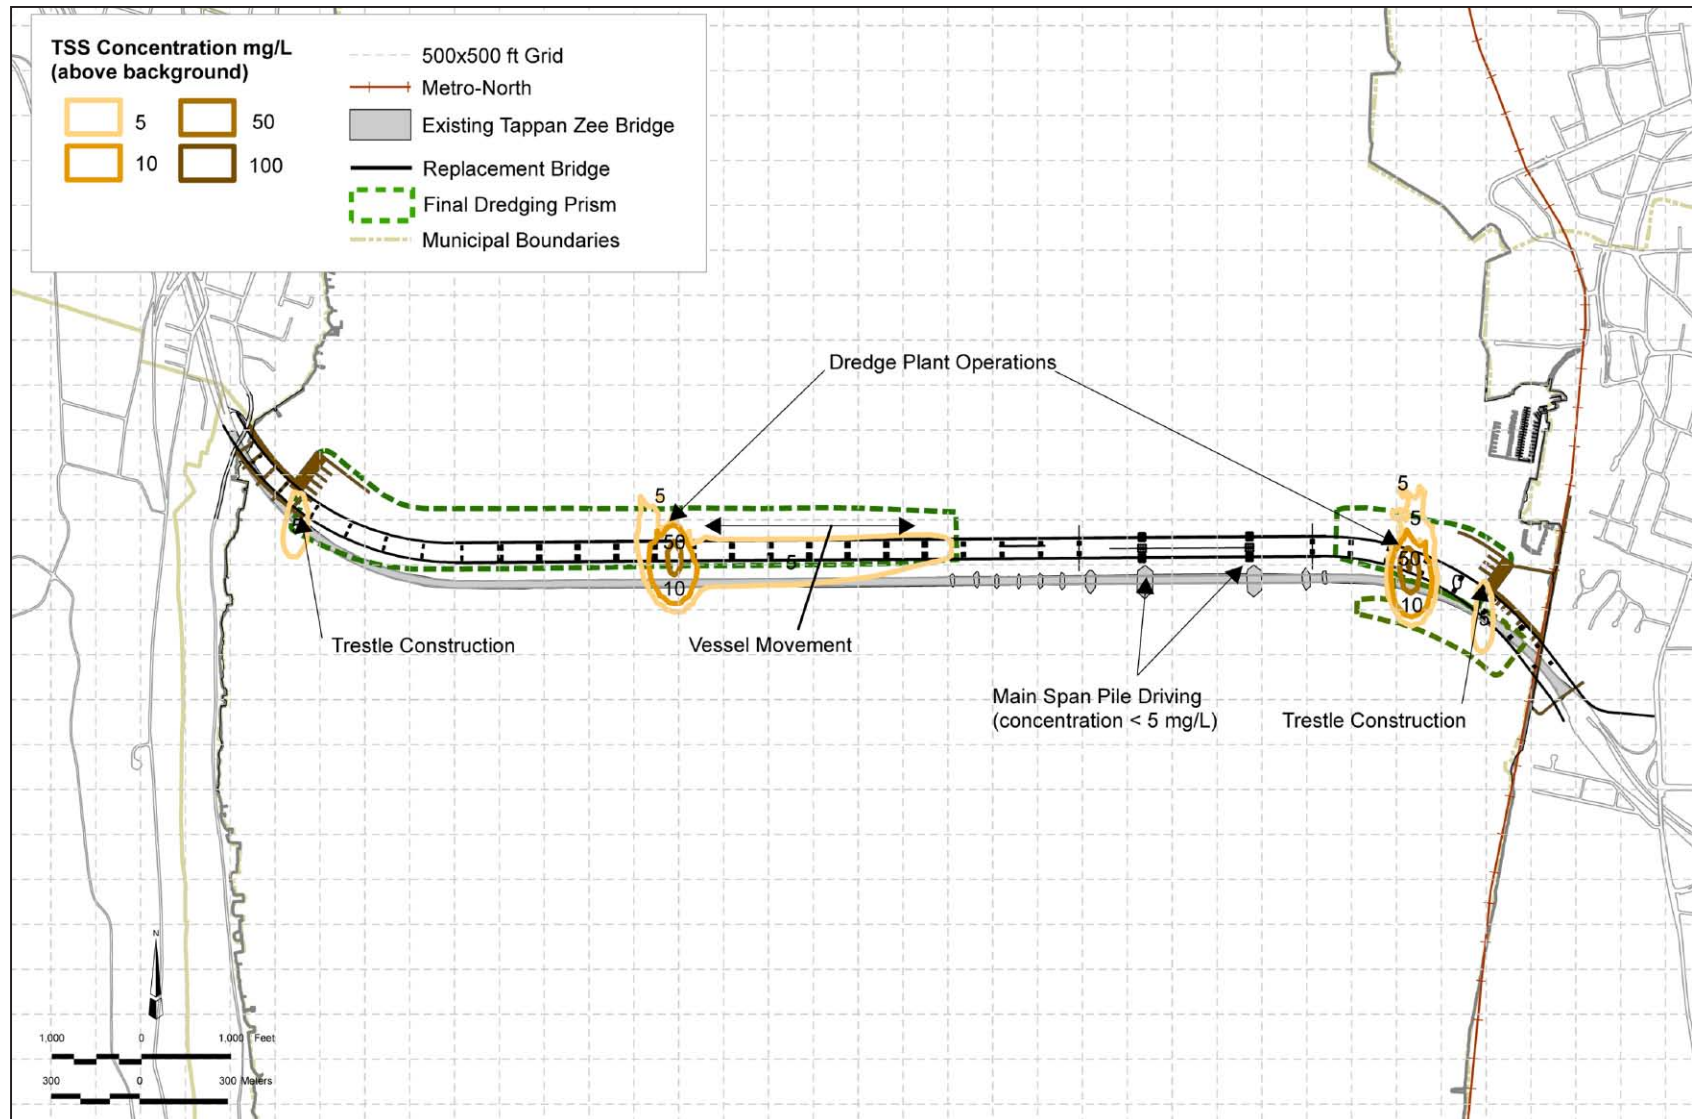 TSS Concentration mg/L
(above background)
5
50
10
100
500x500 ft Grid
Metro-North
Existing Tappan Zee Bridge
Replacement Bridge
Final Dredging Prism
Municipal Boundaries
Dredge Plant Operations
5
5
5
50
50
5
10
10
5
Trestle Construction
Vessel Movement
Main Span Pile Driving
(concentration < 5 mg/L)
Trestle Construction
N
1,000 0 1,000 Feet
300 0 300 Meters